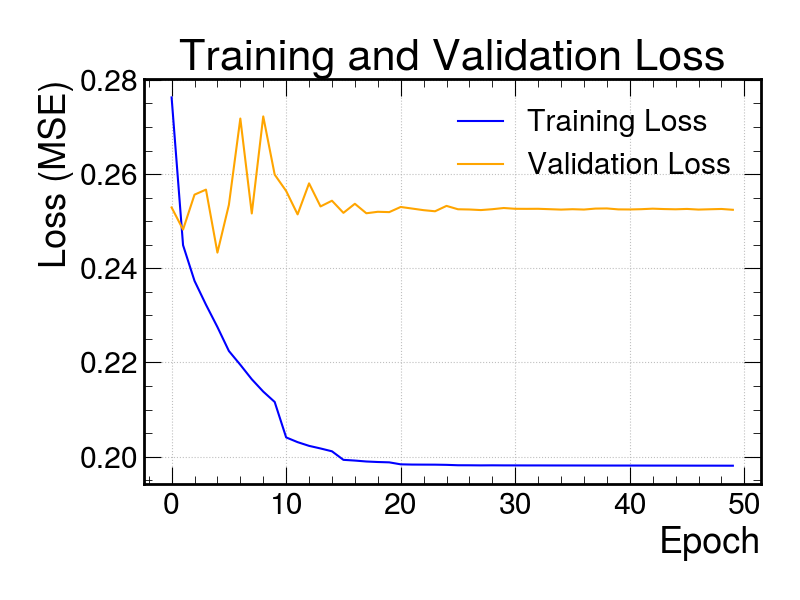 Training and Validation Loss
Loss (MSE)
0.28
0.26
0.24
0.22
0.20
Training Loss
Validation Loss
0
10
20
30
40
50
Epoch